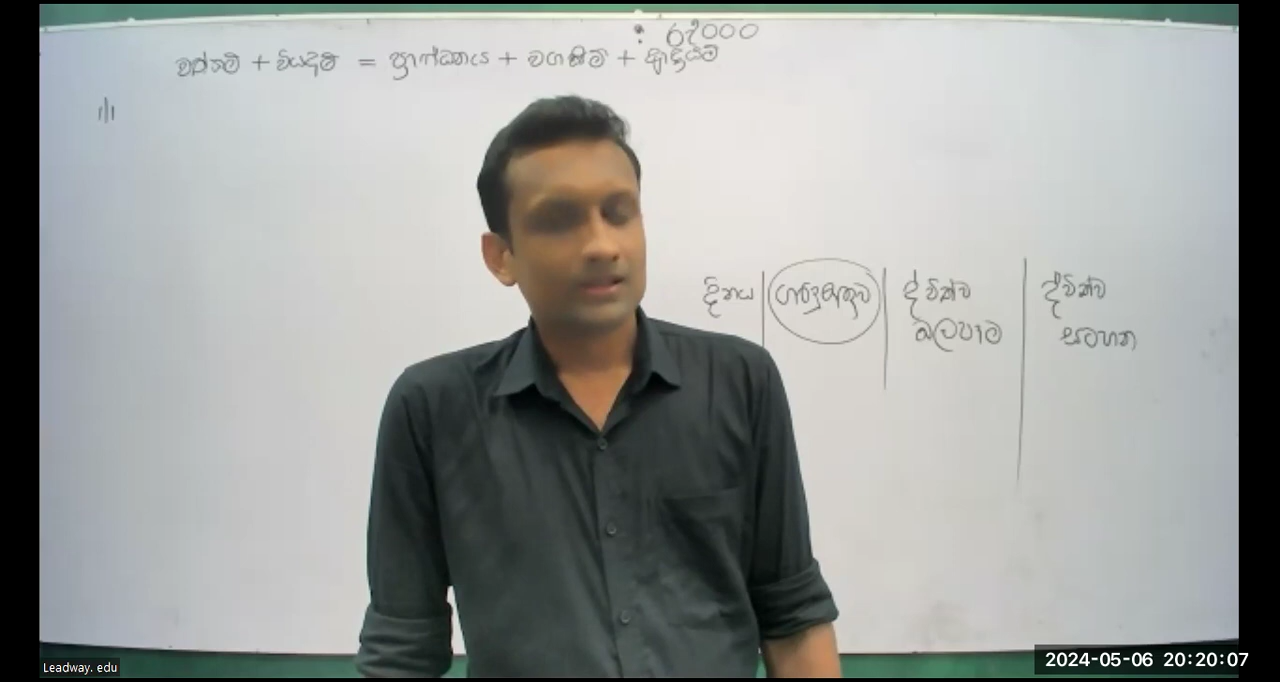 : රු 7000
වත්කම් + වියදම් = ප්‍රාග්ධනය + වගකීම් + ආදායම්
දිනය
ගනුදෙනුව
ද්විත්ව
ද්විත්ව
බලපෑම
සටහන
Leadway. edu
2024-05-06 20:20:07